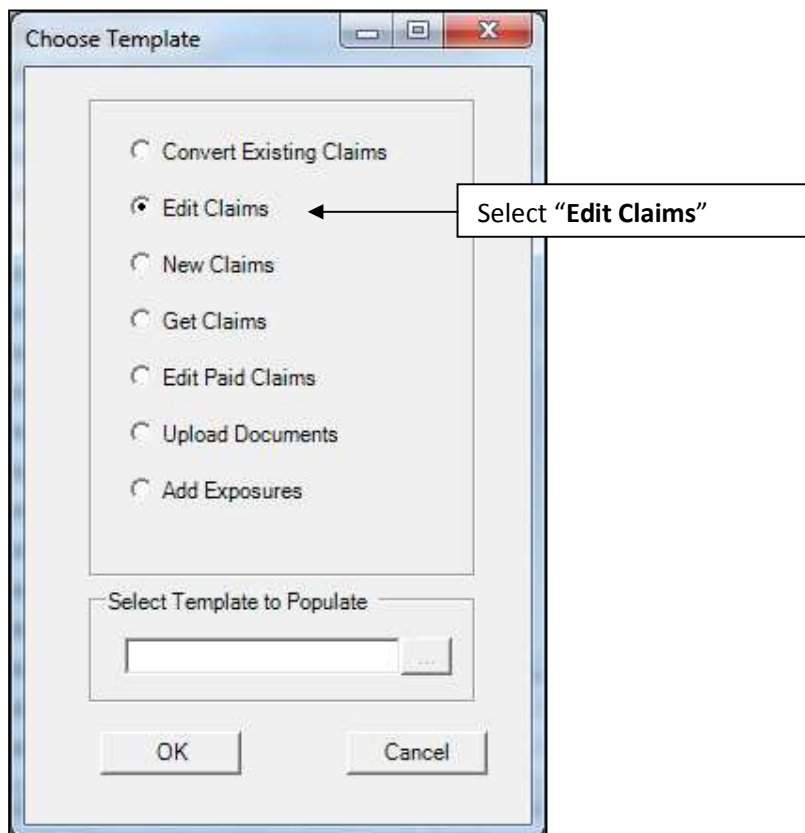 Choose Template
Convert Existing Claims
Edit Claims
Select “Edit Claims”
New Claims
Get Claims
Edit Paid Claims
Upload Documents
Add Exposures
Select Template to Populate
...
OK Cancel